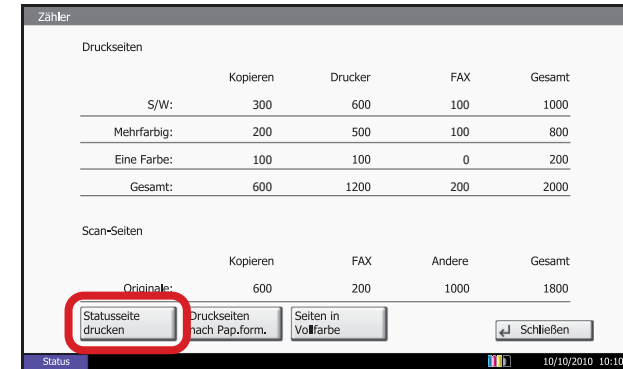 Zähler
Druckseiten
Kopieren Drucker FAX Gesamt
S/W: 300 600 100 1000
Mehrfarbig: 200 500 100 800
Eine Farbe: 100 100 0 200
Gesamt: 600 1200 200 2000
Scan-Seiten
Kopieren FAX Andere Gesamt
Originale: 600 200 1000 1800
Statusseite Druckseiten Seiten in
drucken nach Pap.form. Vollfarbe Schließen
Status 10/10/2010 10:10